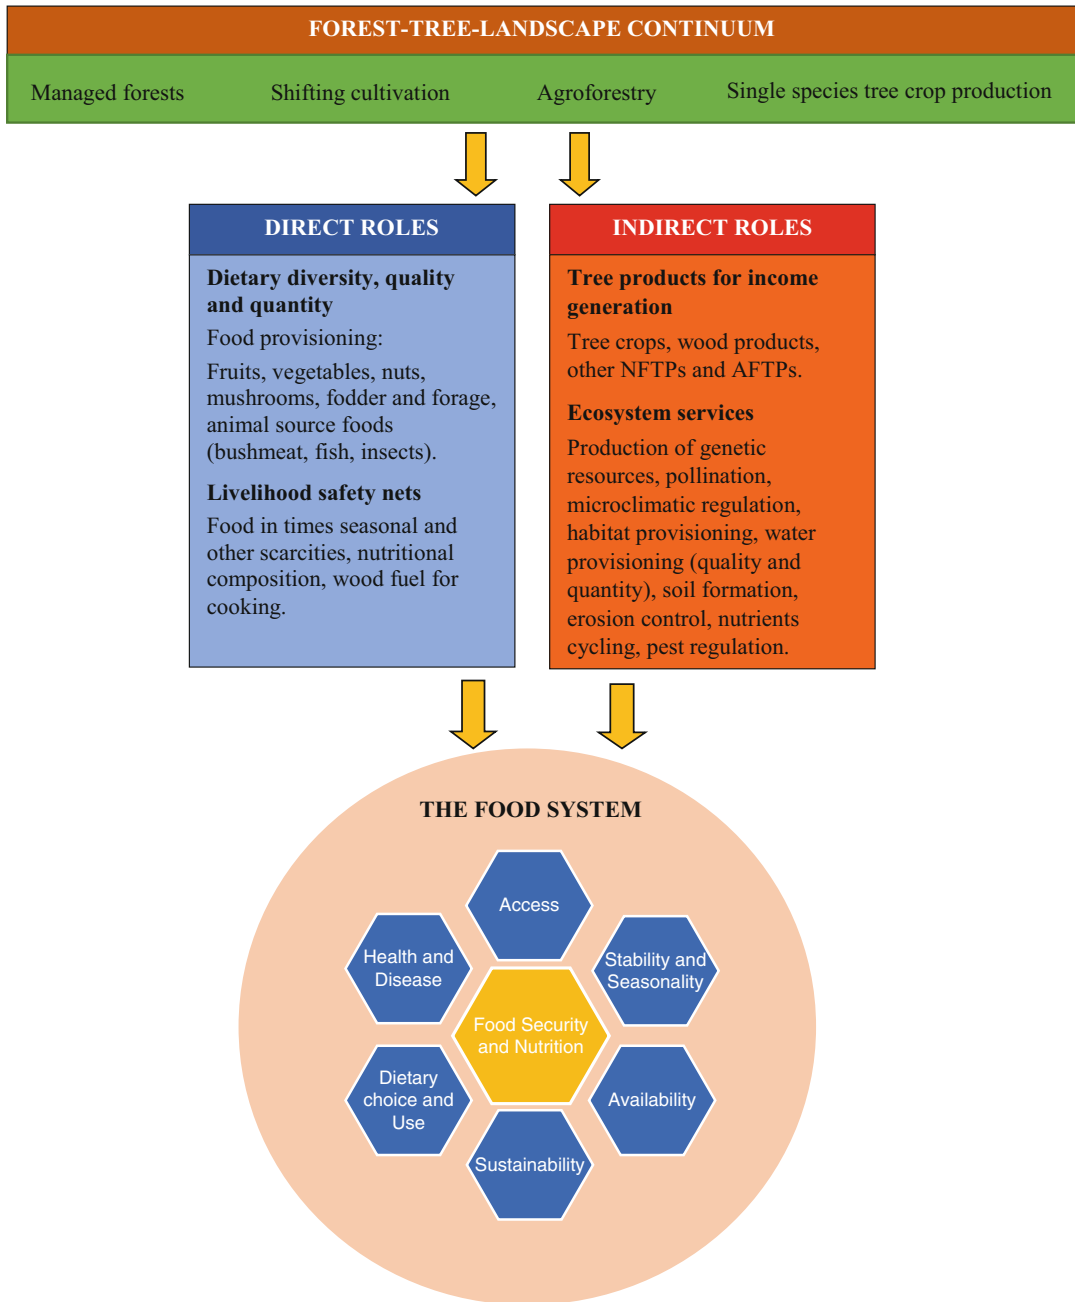 FOREST-TREE-LANDSCAPE CONTINUUM
Managed forests
Shifting cultivation
Agroforestry
Single species tree crop production
DIRECT ROLES
Dietary diversity, quality
and quantity
Food provisioning:
Fruits, vegetables, nuts,
mushrooms, fodder and forage,
animal source foods
(bushmeat, fish, insects).
Livelihood safety nets
Food in times seasonal and
other scarcities, nutritional
composition, wood fuel for
cooking.
INDIRECT ROLES
Tree products for income
generation
Tree crops, wood products,
other NFTPs and AFTPs.
Ecosystem services
Production of genetic
resources, pollination,
microclimatic regulation,
habitat provisioning, water
provisioning (quality and
quantity), soil formation,
erosion control, nutrients
cycling, pest regulation.
THE FOOD SYSTEM
Access
Health and
Disease
Stability and
Seasonality
Food Security
and Nutrition
Dietary
choice and
Use
Availability
Sustainability